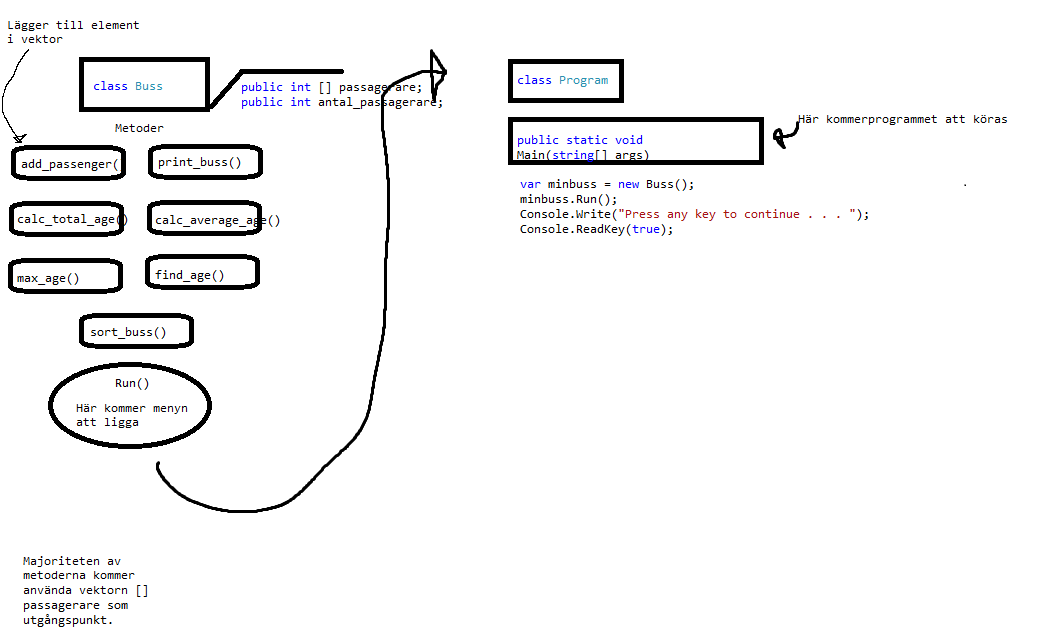 Lägger till element
i vektor
class Buss
public int [] passagerare;
public int antal_passagerare;
Metoder
add_passenger(
print_buss()
calc_total_age()
calc_average_age()
max_age()
find_age()
sort_buss()
Run()
Här kommer menyn
att ligga
Majoriteten av
metoderna kommer
använda vektorn []
passagerare som
utgångspunkt.
class Program
Här kommerprogrammet att köras
public static void
Main(string[] args)
var minbuss = new Buss();
minbuss.Run();
Console.Write("Press any key to continue . . . ");
Console.ReadKey(true);